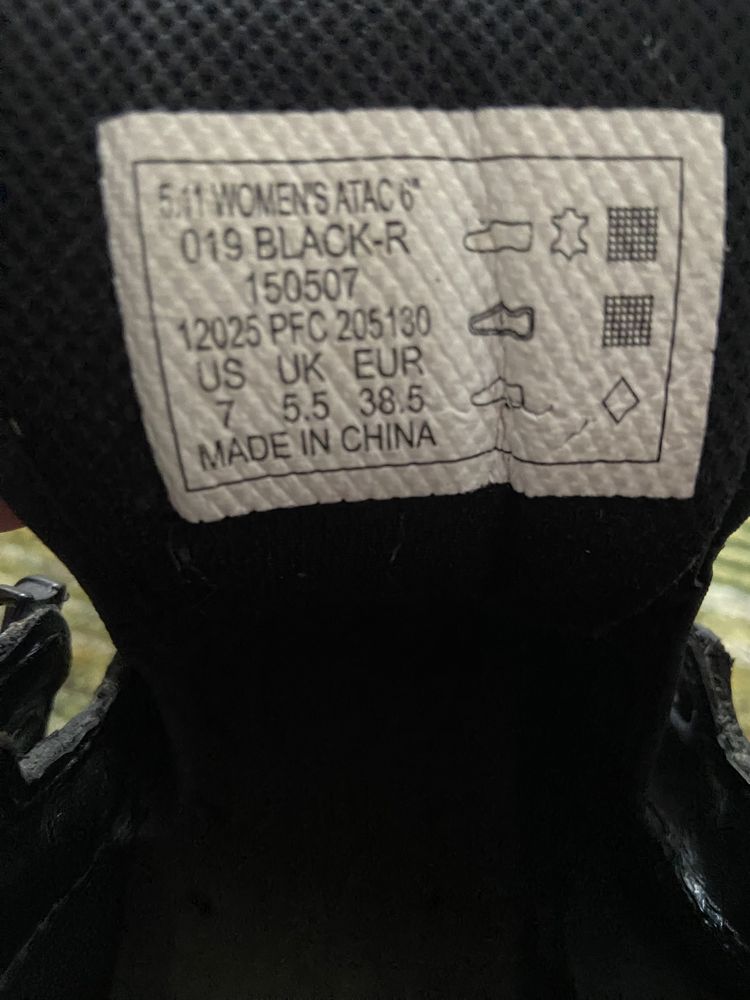 5.11 WOMEN'S ATAC 6"
019 BLACK-R
150507
12025 PFC 205130
US UK EUR
7 5.5 38.5
MADE IN CHINA